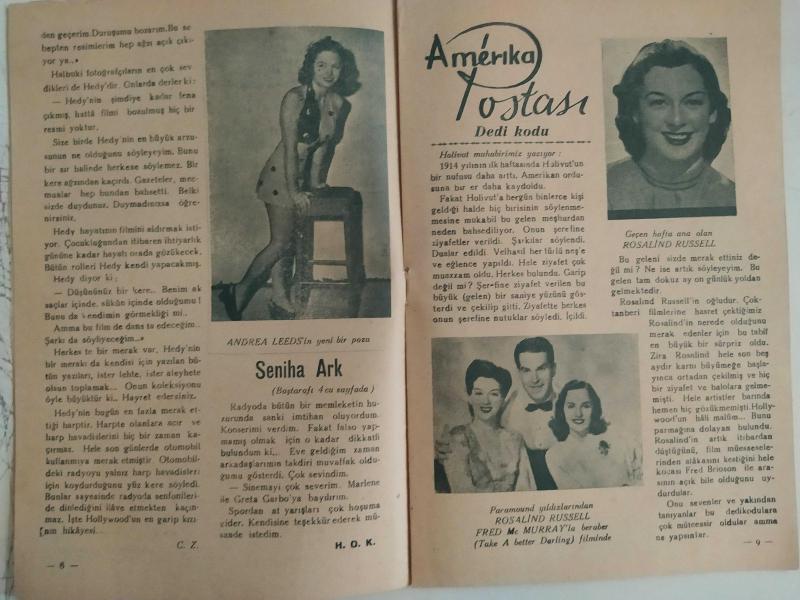 den geçerim.Duruşumu bozarım.Bu se
bepten resimlerim hep ağzı açık çıkı-
yor ya..»
Halbuki fotoğrafçıların en çok sev
dikleri de Hedy'dir. Onlarda derler ki:
— Hedy'nin şimdiye kadar fena
çıkmış, hattâ filmi bozulmuş hiç bir
resmi yoktur.
Size birde Hedy'nin en büyük arzu-
sunun ne olduğunu söyleyeyim. Bunu
bir sır halinde herkese söylemez. Bir
kere ağzından kaçırdı. Gazeteler, mec-
mualar hep bundan bahsetti. Belki
sizde duydunuz. Duymadınızsa öğre-
nirsiniz.
Hedy hayatının filmini aldırmak isti-
yor. Çocukluğundan itibaren ihtiyarlık
gününe kadar hayatı orada gözükecek.
Bütün rolleri Hedy kendi yapacakmış.
Hedy diyor ki:
— Düşününüz bir kere.. Benim ak
saçlar içinde, sükûn içinde olduğumu!
Bunu da kendimin görmekliği mi..
Amma bu film de dans ta edeceğim..
Şarkı da söyliyeceğim..»
Herkes te bir merak var. Hedy'nin
bir merakı da kendisi için yazılan bü-
tün yazıları, ister lehte, ister aleyhete
olsun toplamak... Onun koleksiyonu
öyle büyüktür ki.. Hayret edersiniz.
Hedy'nin bugün en fazla merak et-
tiği harptir. Harpte olanlara acır ve
harp havadislerini hiç bir zaman ka-
çırmaz. Hele son günlerde otomobil
kullanmıya merak etmiştir Otomobil-
deki radyoyu yalnız harp havadisleri
için koydurduğunu yüz kere söyledi.
Bunlar sayesinde radyoda senfonileri-
de dinlediğini ilâve etmekten kaçın-
maz. İşte Hollywood'un en garip kızı-
nın hikâyesi...
C. Z.
— 8 —
ANDREA LEEDS'in yeni bir pozu
Seniha Ark
(Baştarafı 4 cu sayfada)
Radyoda bütün bir memleketin hu-
zurunda sanki imtihan oluyordum.
Konserimi verdim. Fakat falso yap-
mamış olmak için o kadar dikkatli
bulundum ki,. Eve geldiğim zaman
arkadaşlarımın takdiri muvaffak oldu-
ğumu gösterdi. Çok sevindim.
— Sinemayı çok severim. Marlene
ile Greta Garbo'ya bayılırım.
Spordan at yarışları çok hoşuma
gider. Kendisine teşekkür ederek mü-
saade istedim.
H. O. K.
Amérika
Postası
Dedi kodu
Holivut muhabirimiz yazıyor:
1914 yılının ilk haftasında Holivut'un
bir nufusu daha arttı. Amerikan ordu-
suna bir er daha kaydoldu.
Fakat Holivut'a hergün binlerce kişi
geldiği halde hiç birisinin söylenme-
mesine mukabil bu gelen meşhurdan
neden bahsediliyor. Onun şerefine
ziyafetler verildi. Şarkılar söylendi.
Dualar edildi. Velhasıl her türlü neş'e
ve eğlence yapıldı. Hele ziyafet çok
muazzam oldu. Herkes bulundu. Garip
değil mi? Şerefine ziyafet verilen bu
büyük (gelen) bir saniye yüzünü gös-
terdi ve çekilip gitti. Ziyafette herkes
onun şerefine nutuklar söyledi. İçildi.
Paramound yıldızlarından
ROSALİND RUSSELL
FRED Mc MURRAY'la beraber
(Take A better Darling) filminde
Geçen hafta ana olan
ROSALİND RUSSELL
Bu geleni sizde merak ettiniz de-
ğil mi? Ne ise artık söyleyeyim. Bu
gelen tam dokuz ay on günlük yoldan
gelmektedir.
Rosalınd Russell'in oğludur. Çok-
tanberi filmlerine hasret çektiğimiz
Rosalind'in nerede olduğunu
merak edenler için bu tabiî
en büyük bir sürpriz oldu.
Zira Rosalind hele son beş
aydır karnı büyümeğe başla-
yınca ortadan çekilmiş ve hiç
bir ziyafet ve balolara gelme-
mişti. Hele artistler barında
hemen hiç gözükmemişti.Holly-
wood'un hâli malûm... Bunu
parmağına dolayan bulundu.
Rosalind'in artık itibardan
düştüğünü, film müesselele-
rinden alâkasını kestiğini hele
kocası Fred Brioson ile ara-
sının açık bile olduğunu uy-
durdular.
Onu sevenler ve yakından
tanıyanlar bu dedikodulara
çok müteessir oldular amma
ne yapsınlar.
— 9 —